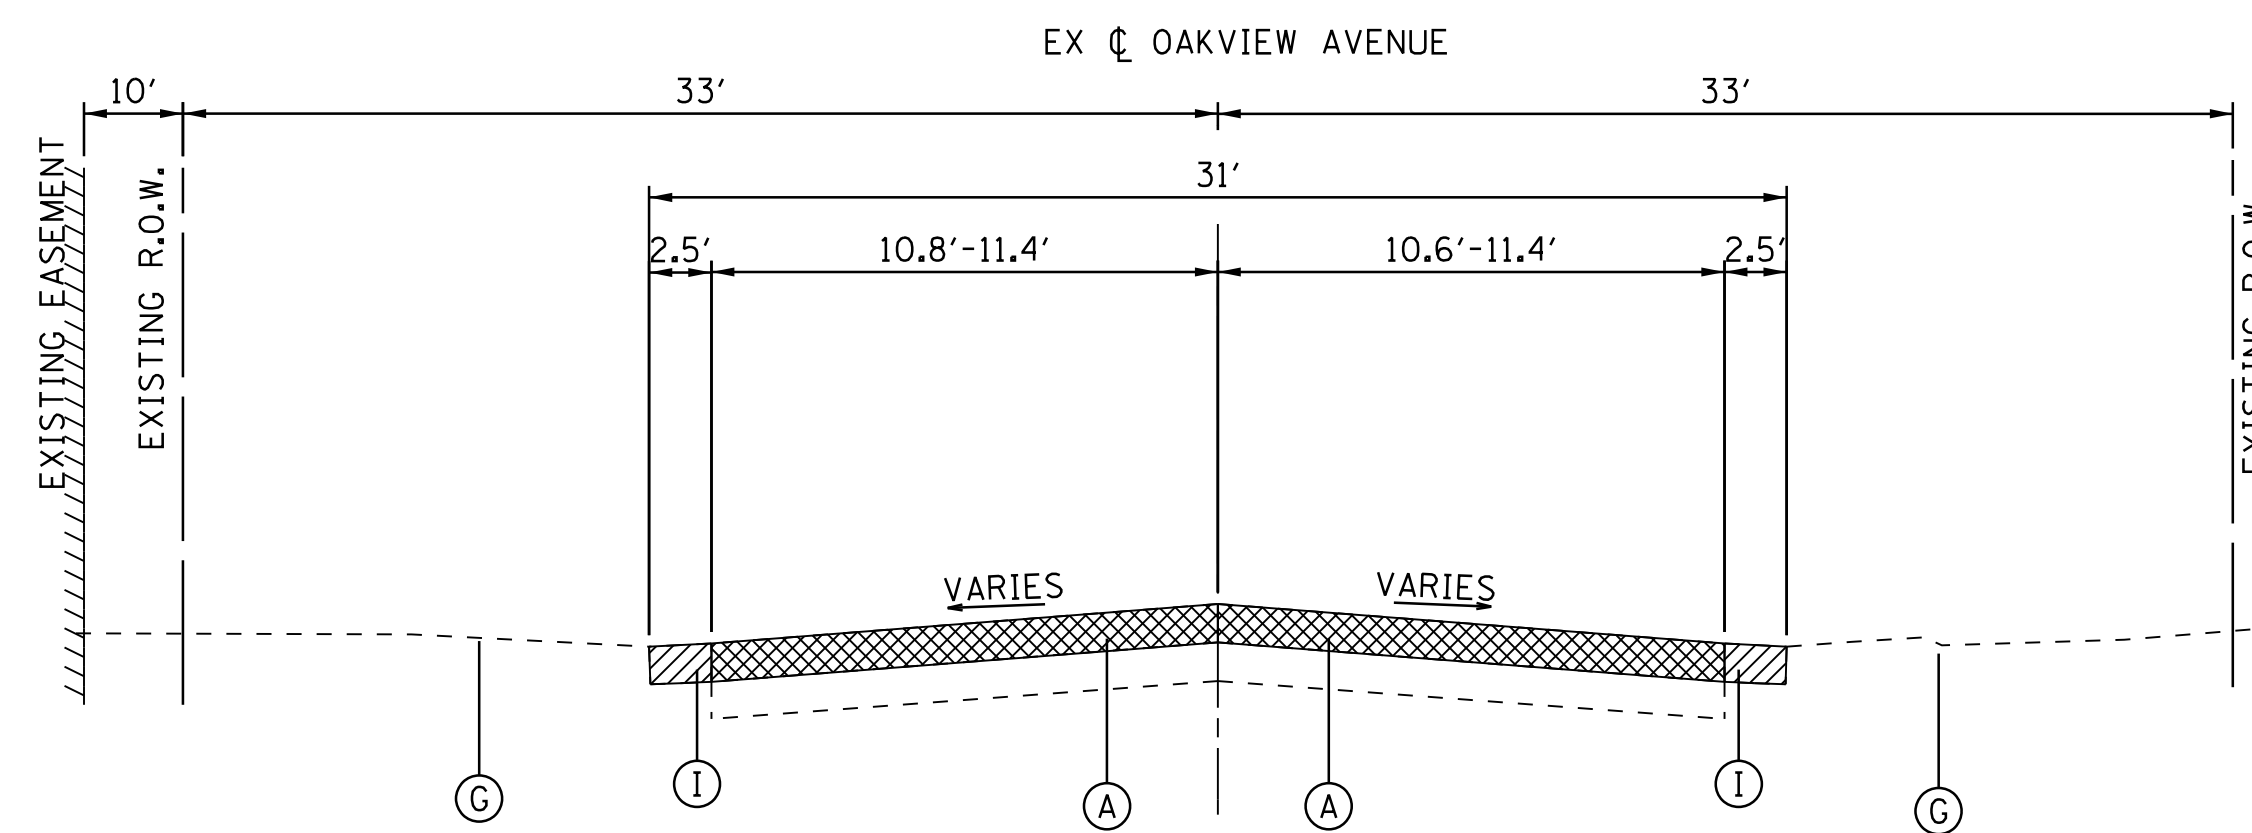 EX ℄ OAKVIEW AVENUE
10'
33'
33'
31'
2.5'
10.8'-11.4'
10.6'-11.4'
2.5'
EXISTING EASEMENT
EXISTING R.O.W.
VARIES
VARIES
G
I
A
A
I
G